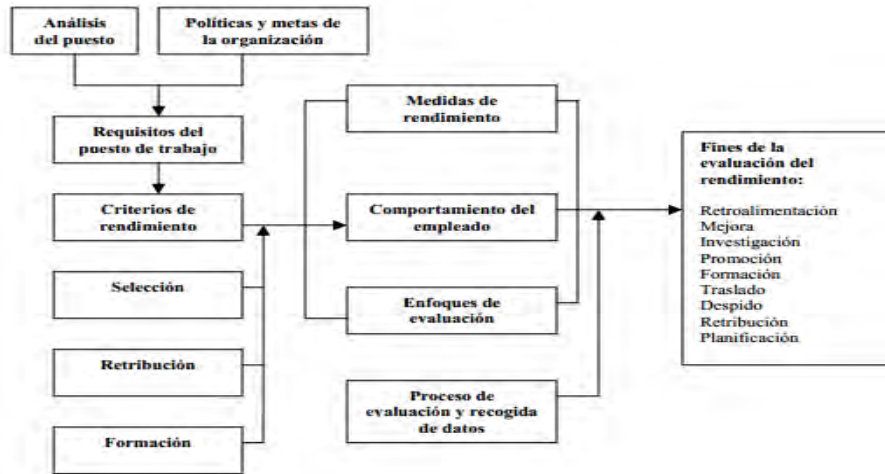 Análisis
del puesto
Políticas y metas de
la organización
Requisitos del
puesto de trabajo
Criterios de
rendimiento
Selección
Retribución
Formación
Medidas de
rendimiento
Comportamiento del
empleado
Enfoques de
evaluación
Proceso de
evaluación y recogida
de datos
Fines de la
evaluación del
rendimiento:
Retroalimentación
Mejora
Investigación
Promoción
Formación
Traslado
Despido
Retribución
Planificación